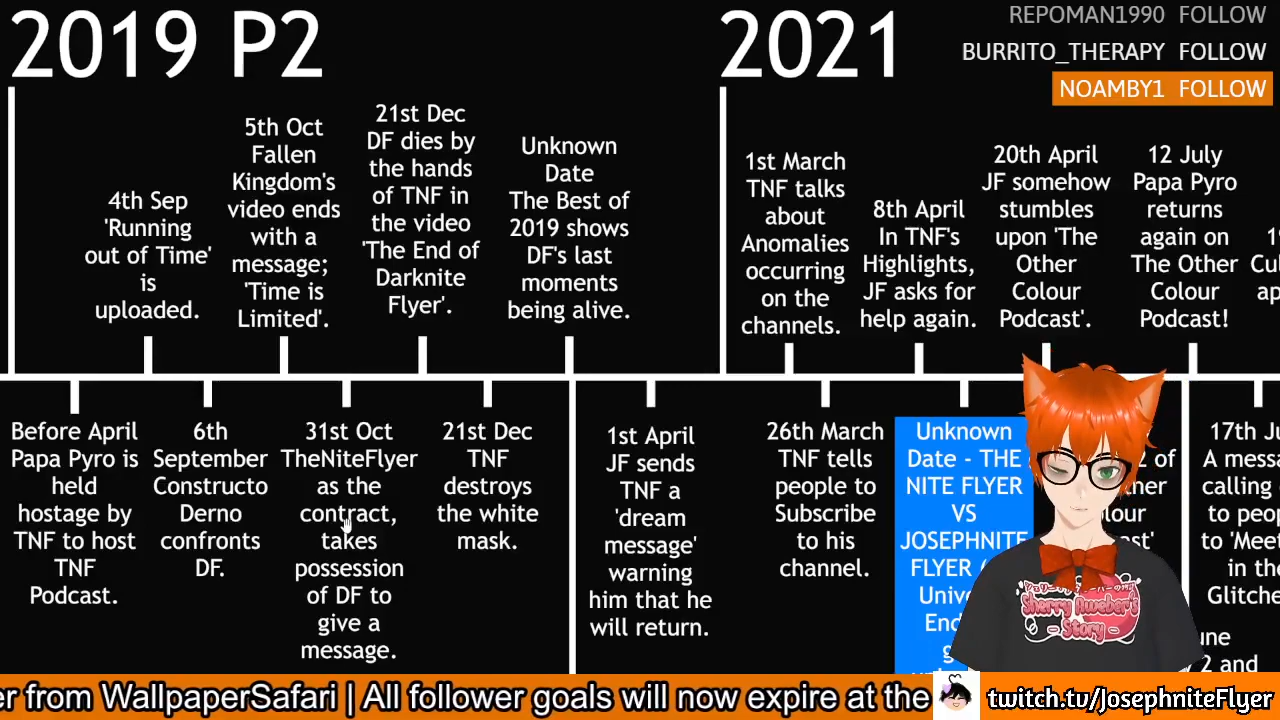 2019 P2
2021
REPOMAN1990 FOLLOW
BURRITO_THERAPY FOLLOW
NOAMBY1 FOLLOW
4th Sep
'Running
out of Time'
is
uploaded.
5th Oct
Fallen
Kingdom's
video ends
with a
message;
'Time is
Limited'.
21st Dec
DF dies by
the hands
of TNF in
the video
'The End of
Darknite
Flyer'.
Unknown
Date
The Best of
2019 shows
DF's last
moments
being alive.
1st March
TNF talks
about
Anomalies
occurring
on the
channels.
8th April
In TNF's
Highlights,
JF asks for
help again.
20th April
JF somehow
stumbles
upon 'The
Other
Colour
Podcast'.
12 July
Papa Pyro
returns
again on
The Other
Colour
Podcast!
Before April
Papa Pyro is
held
hostage by
TNF to host
TNF
Podcast.
6th
September
Constructo
Derno
confronts
DF.
31st Oct
TheNiteFlyer
as the
contract,
takes
possession
of DF to
give a
message.
21st Dec
TNF
destroys
the white
mask.
1st April
JF sends
TNF a
'dream
message'
warning
him that he
will return.
26th March
TNF tells
people to
Subscribe
to his
channel.
Unknown
Date - THE
NITE FLYER
VS
JOSEPHNITE
FLYER
2 of
17th
A
calling
to
to 'Meet
in the
2 and
Sherry Aweber's
Story
from WallpaperSafari | All follower goals will now expire at the
twitch.tv/JosephniteFlyer